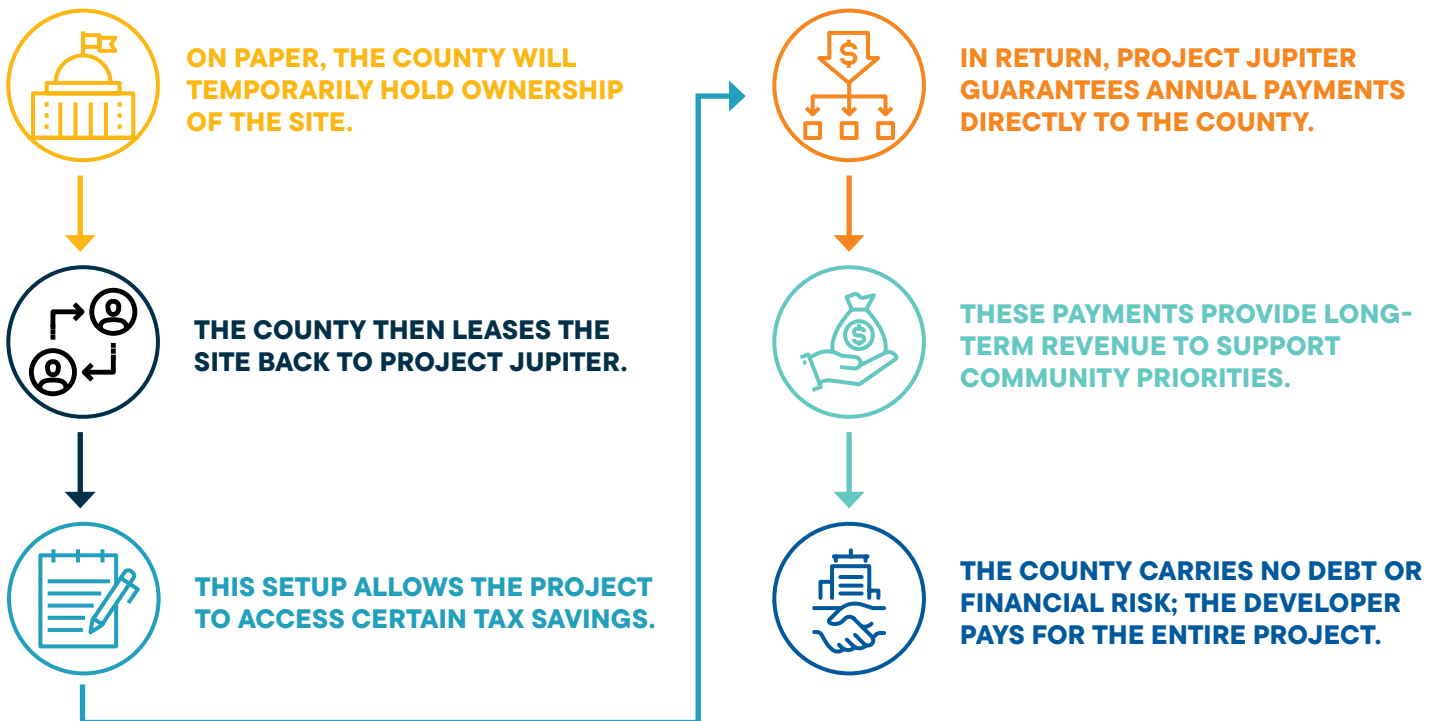 ON PAPER, THE COUNTY WILL
TEMPORARILY HOLD OWNERSHIP
OF THE SITE.
THE COUNTY THEN LEASES THE
SITE BACK TO PROJECT JUPITER.
THIS SETUP ALLOWS THE PROJECT
TO ACCESS CERTAIN TAX SAVINGS.
$
IN RETURN, PROJECT JUPITER
GUARANTEES ANNUAL PAYMENTS
DIRECTLY TO THE COUNTY.
$
THESE PAYMENTS PROVIDE LONG-
TERM REVENUE TO SUPPORT
COMMUNITY PRIORITIES.
THE COUNTY CARRIES NO DEBT OR
FINANCIAL RISK; THE DEVELOPER
PAYS FOR THE ENTIRE PROJECT.